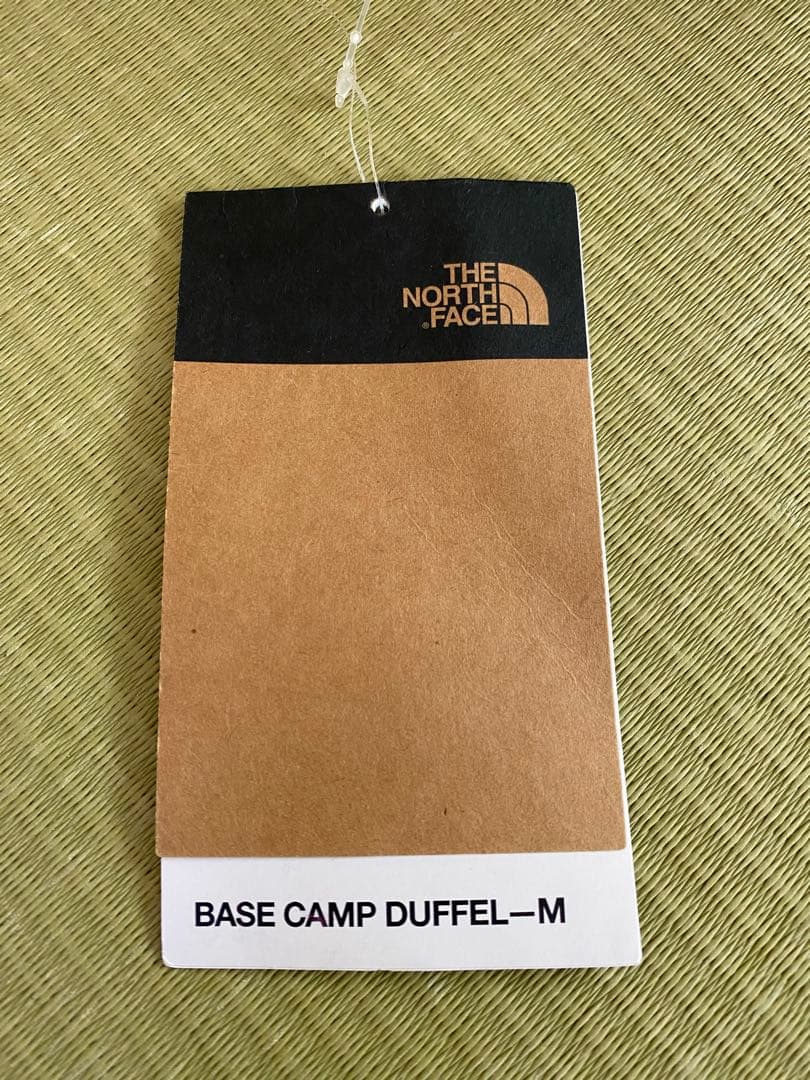 THE
NORTH
®FACE
BASE CAMP DUFFEL—M